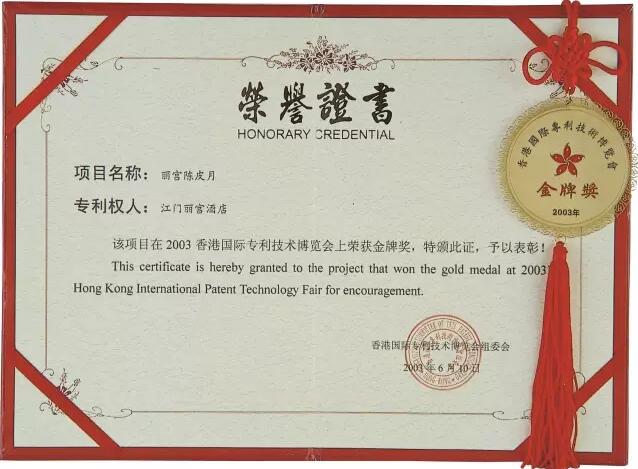 榮譽證書
HONORARY CREDENTIAL
项目名称：丽宫陈皮月
专利权人：江门丽宫酒店
该项目在2003香港国际专利技术博览会上荣获金牌奖，特颁此证，予以表彰！
This certificate is hereby granted to the project that won the gold medal at 2003
Hong Kong International Patent Technology Fair for encouragement.
香港国际专利技术博览会组委会
2003年6月10日
香港國際專利技術博覽會
金牌獎
2003年